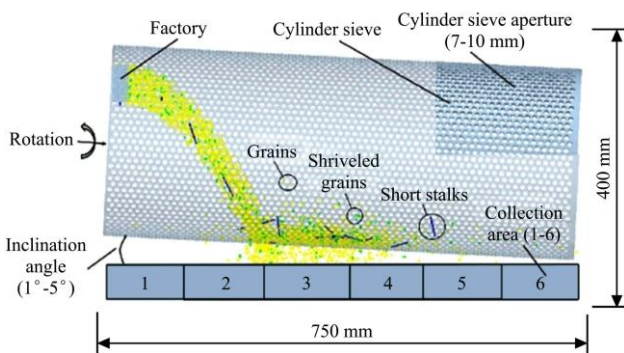 Factory
Cylinder sieve
Cylinder sieve aperture
(7-10 mm)
Rotation
Grains
Shriveled
grains
Short stalks
400 mm
Inclination
angle
(1°-5°)
Collection
area (1-6)
1 2 3 4 5 6
750 mm